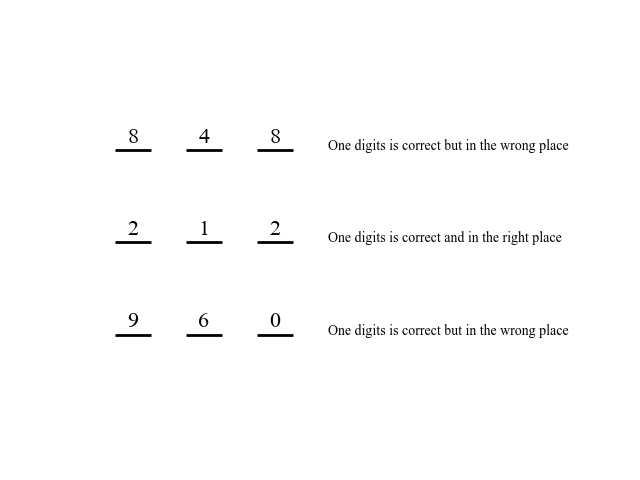 8 4 8 One digits is correct but in the wrong place
2 1 2 One digits is correct and in the right place
9 6 0 One digits is correct but in the wrong place